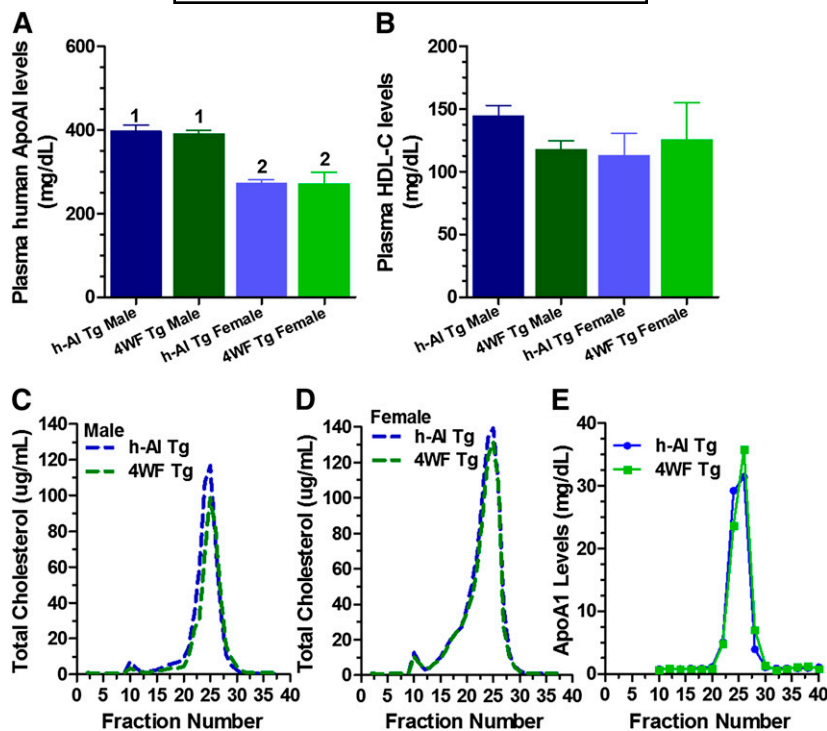 A
Plasma human ApoAI levels
(mg/dL)
600
400
200
0
1
1
2
2
h-AI Tg Male
4WF Tg Male
h-AI Tg Female
4WF Tg Female
B
Plasma HDL-C levels
(mg/dL)
200
150
100
50
0
h-AI Tg Male
4WF Tg Male
h-AI Tg Female
4WF Tg Female
C
Total Cholesterol (ug/mL)
140
120
100
80
60
40
20
0
Male
h-AI Tg
4WF Tg
0 5 10 15 20 25 30 35 40
Fraction Number
D
Total Cholesterol (ug/mL)
140
120
100
80
60
40
20
0
Female
h-AI Tg
4WF Tg
0 5 10 15 20 25 30 35 40
Fraction Number
E
ApoA1 Levels (mg/dL)
40
30
20
10
0
h-AI Tg
4WF Tg
0 5 10 15 20 25 30 35 40
Fraction Number